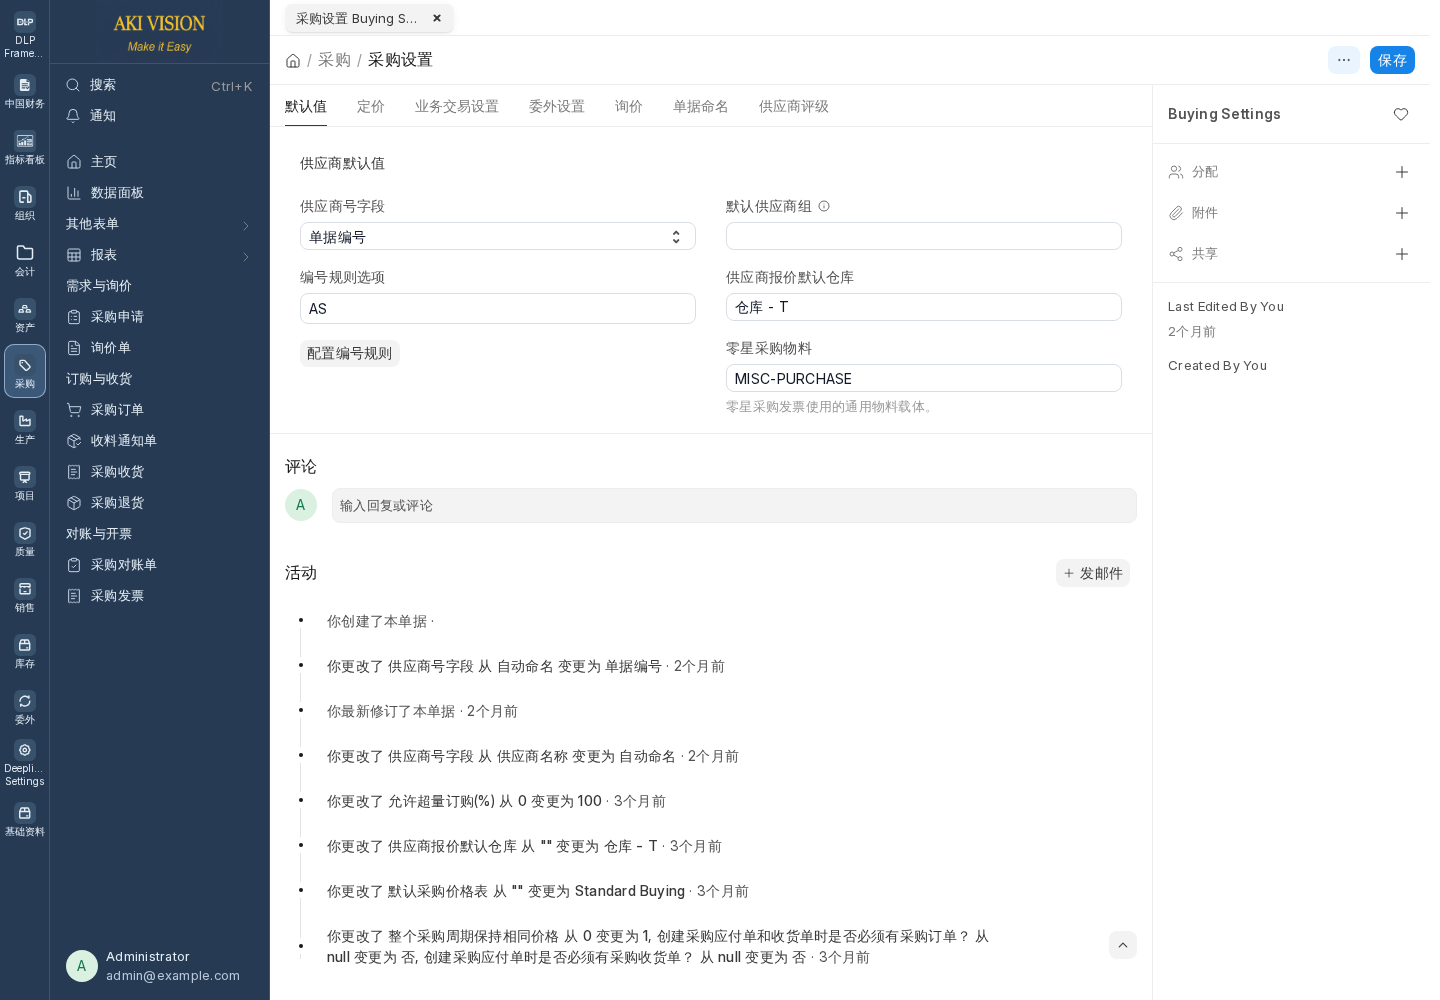 DLP
DLP
Frame...
中国财务
指标看板
组织
会计
资产
采购
生产
项目
质量
销售
库存
委外
Deepli...
Settings
基础资料
AKI VISION
Make it Easy
搜索 Ctrl+K
通知
主页
数据面板
其他表单
报表
需求与询价
采购申请
询价单
订购与收货
采购订单
收料通知单
采购收货
采购退货
对账与开票
采购对账单
采购发票
A
Administrator
admin@example.com
采购设置 Buying S... ×
/ 采购 / 采购设置
··· 保存
默认值 定价 业务交易设置 委外设置 询价 单据命名 供应商评级
供应商默认值
供应商号字段
单据编号
编号规则选项
AS
配置编号规则
默认供应商组
供应商报价默认仓库
仓库 - T
零星采购物料
MISC-PURCHASE
零星采购发票使用的通用物料载体。
评论
A 输入回复或评论
活动 发邮件
你创建了本单据 ·
你更改了 供应商号字段 从 自动命名 变更为 单据编号 · 2个月前
你最新修订了本单据 · 2个月前
你更改了 供应商号字段 从 供应商名称 变更为 自动命名 · 2个月前
你更改了 允许超量订购(%) 从 0 变更为 100 · 3个月前
你更改了 供应商报价默认仓库 从 "" 变更为 仓库 - T · 3个月前
你更改了 默认采购价格表 从 "" 变更为 Standard Buying · 3个月前
你更改了 整个采购周期保持相同价格 从 0 变更为 1, 创建采购应付单和收货单时是否必须有采购订单？ 从
null 变更为 否, 创建采购应付单时是否必须有采购收货单？ 从 null 变更为 否 · 3个月前
Buying Settings
分配
附件
共享
Last Edited By You
2个月前
Created By You